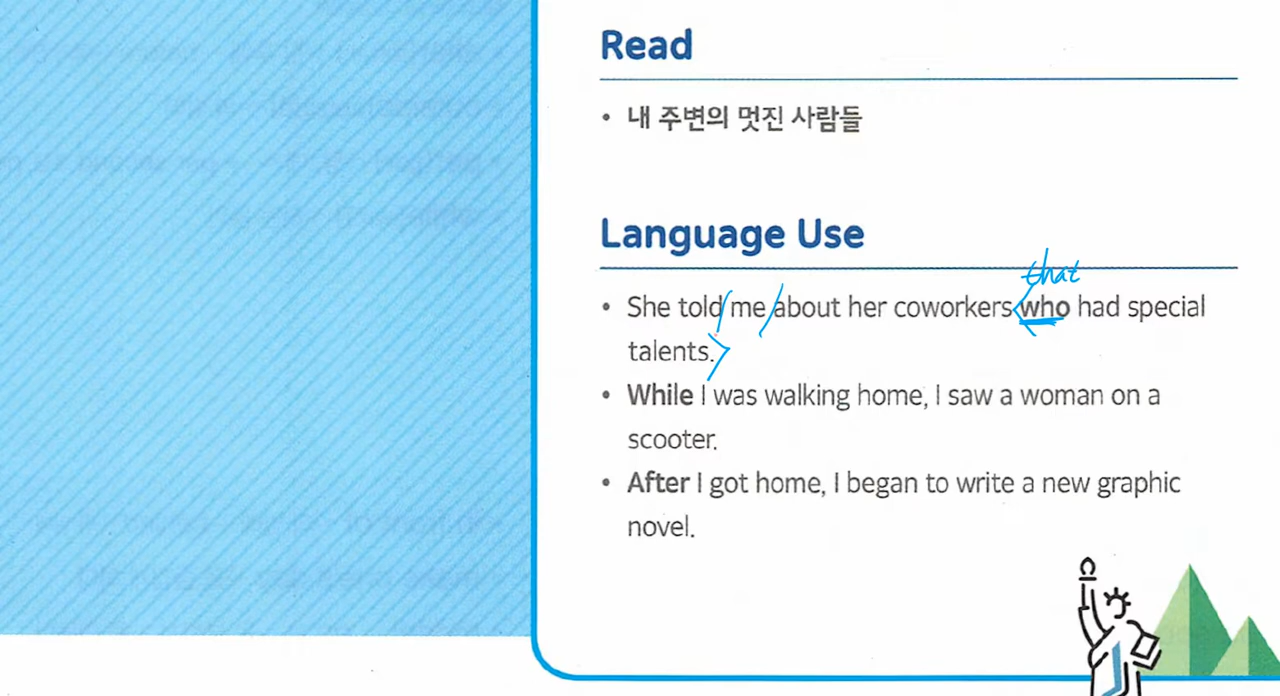 Read
• 내 주변의 멋진 사람들
Language Use
that
• She told me about her coworkers who had special
talents.
• While I was walking home, I saw a woman on a
scooter.
• After I got home, I began to write a new graphic
novel.